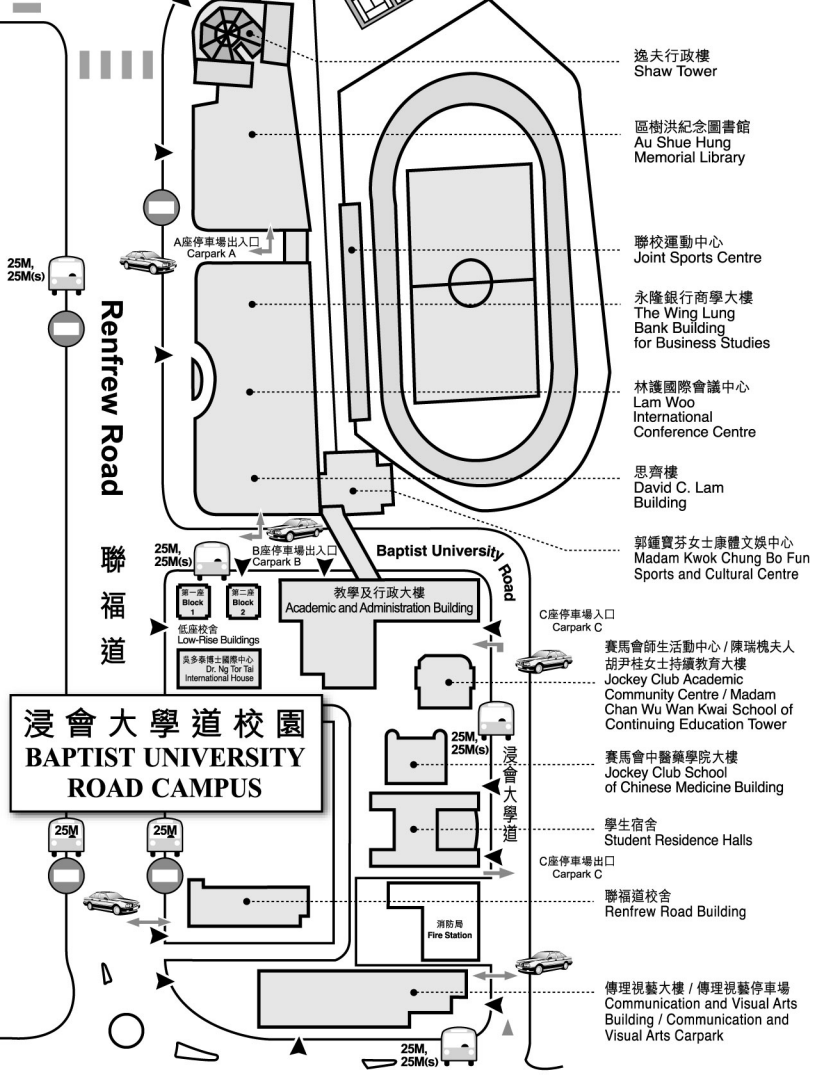 逸夫行政樓
Shaw Tower
區樹洪紀念圖書館
Au Shue Hung
Memorial Library
A座停車場出入口
Carpark A
25M,
25M(s)
聯校運動中心
Joint Sports Centre
永隆銀行商學大樓
The Wing Lung
Bank Building
for Business Studies
Renfrew Road
聯福道
林護國際會議中心
Lam Woo
International
Conference Centre
思齊樓
David C. Lam
Building
郭鍾寶芬女士康體文娛中心
Madam Kwok Chung Bo Fun
Sports and Cultural Centre
25M,
25M(s)
B座停車場出入口
Carpark B
Baptist University Road
第一座
Block
1
第二座
Block
2
低座校舍
Low-Rise Buildings
教學及行政大樓
Academic and Administration Building
吳多泰博士國際中心
Dr. Ng Tor Tai
International House
C座停車場入口
Carpark C
賽馬會師生活動中心 / 陳瑞槐夫人
胡尹桂女士持續教育大樓
Jockey Club Academic
Community Centre / Madam
Chan Wu Wan Kwai School of
Continuing Education Tower
浸會大學道校園
BAPTIST UNIVERSITY
ROAD CAMPUS
25M,
25M(s)
浸會大學道
賽馬會中醫藥學院大樓
Jockey Club School
of Chinese Medicine Building
學生宿舍
Student Residence Halls
25M
25M
C座停車場出口
Carpark C
聯福道校舍
Renfrew Road Building
消防局
Fire Station
傳理視藝大樓 / 傳理視藝停車場
Communication and Visual Arts
Building / Communication and
Visual Arts Carpark
25M,
25M(s)